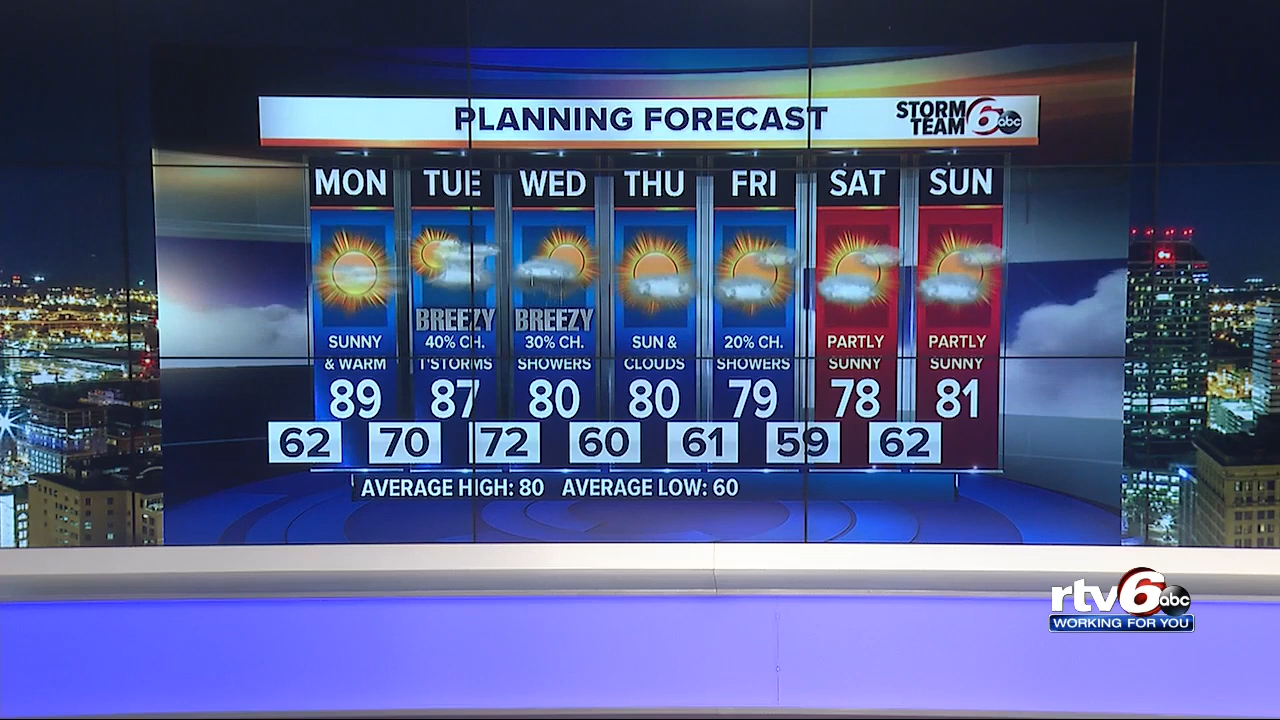 PLANNING FORECAST
STORM TEAM 6 abc
MON TUE WED THU FRI SAT SUN
BREEZY BREEZY
SUNNY 40% CH. 30% CH. SUN & 20% CH. PARTLY PARTLY
& WARM T'STORMS SHOWERS CLOUDS SHOWERS SUNNY SUNNY
89 87 80 80 79 78 81
62 70 72 60 61 59 62
AVERAGE HIGH: 80 AVERAGE LOW: 60
rtv6 abc
WORKING FOR YOU